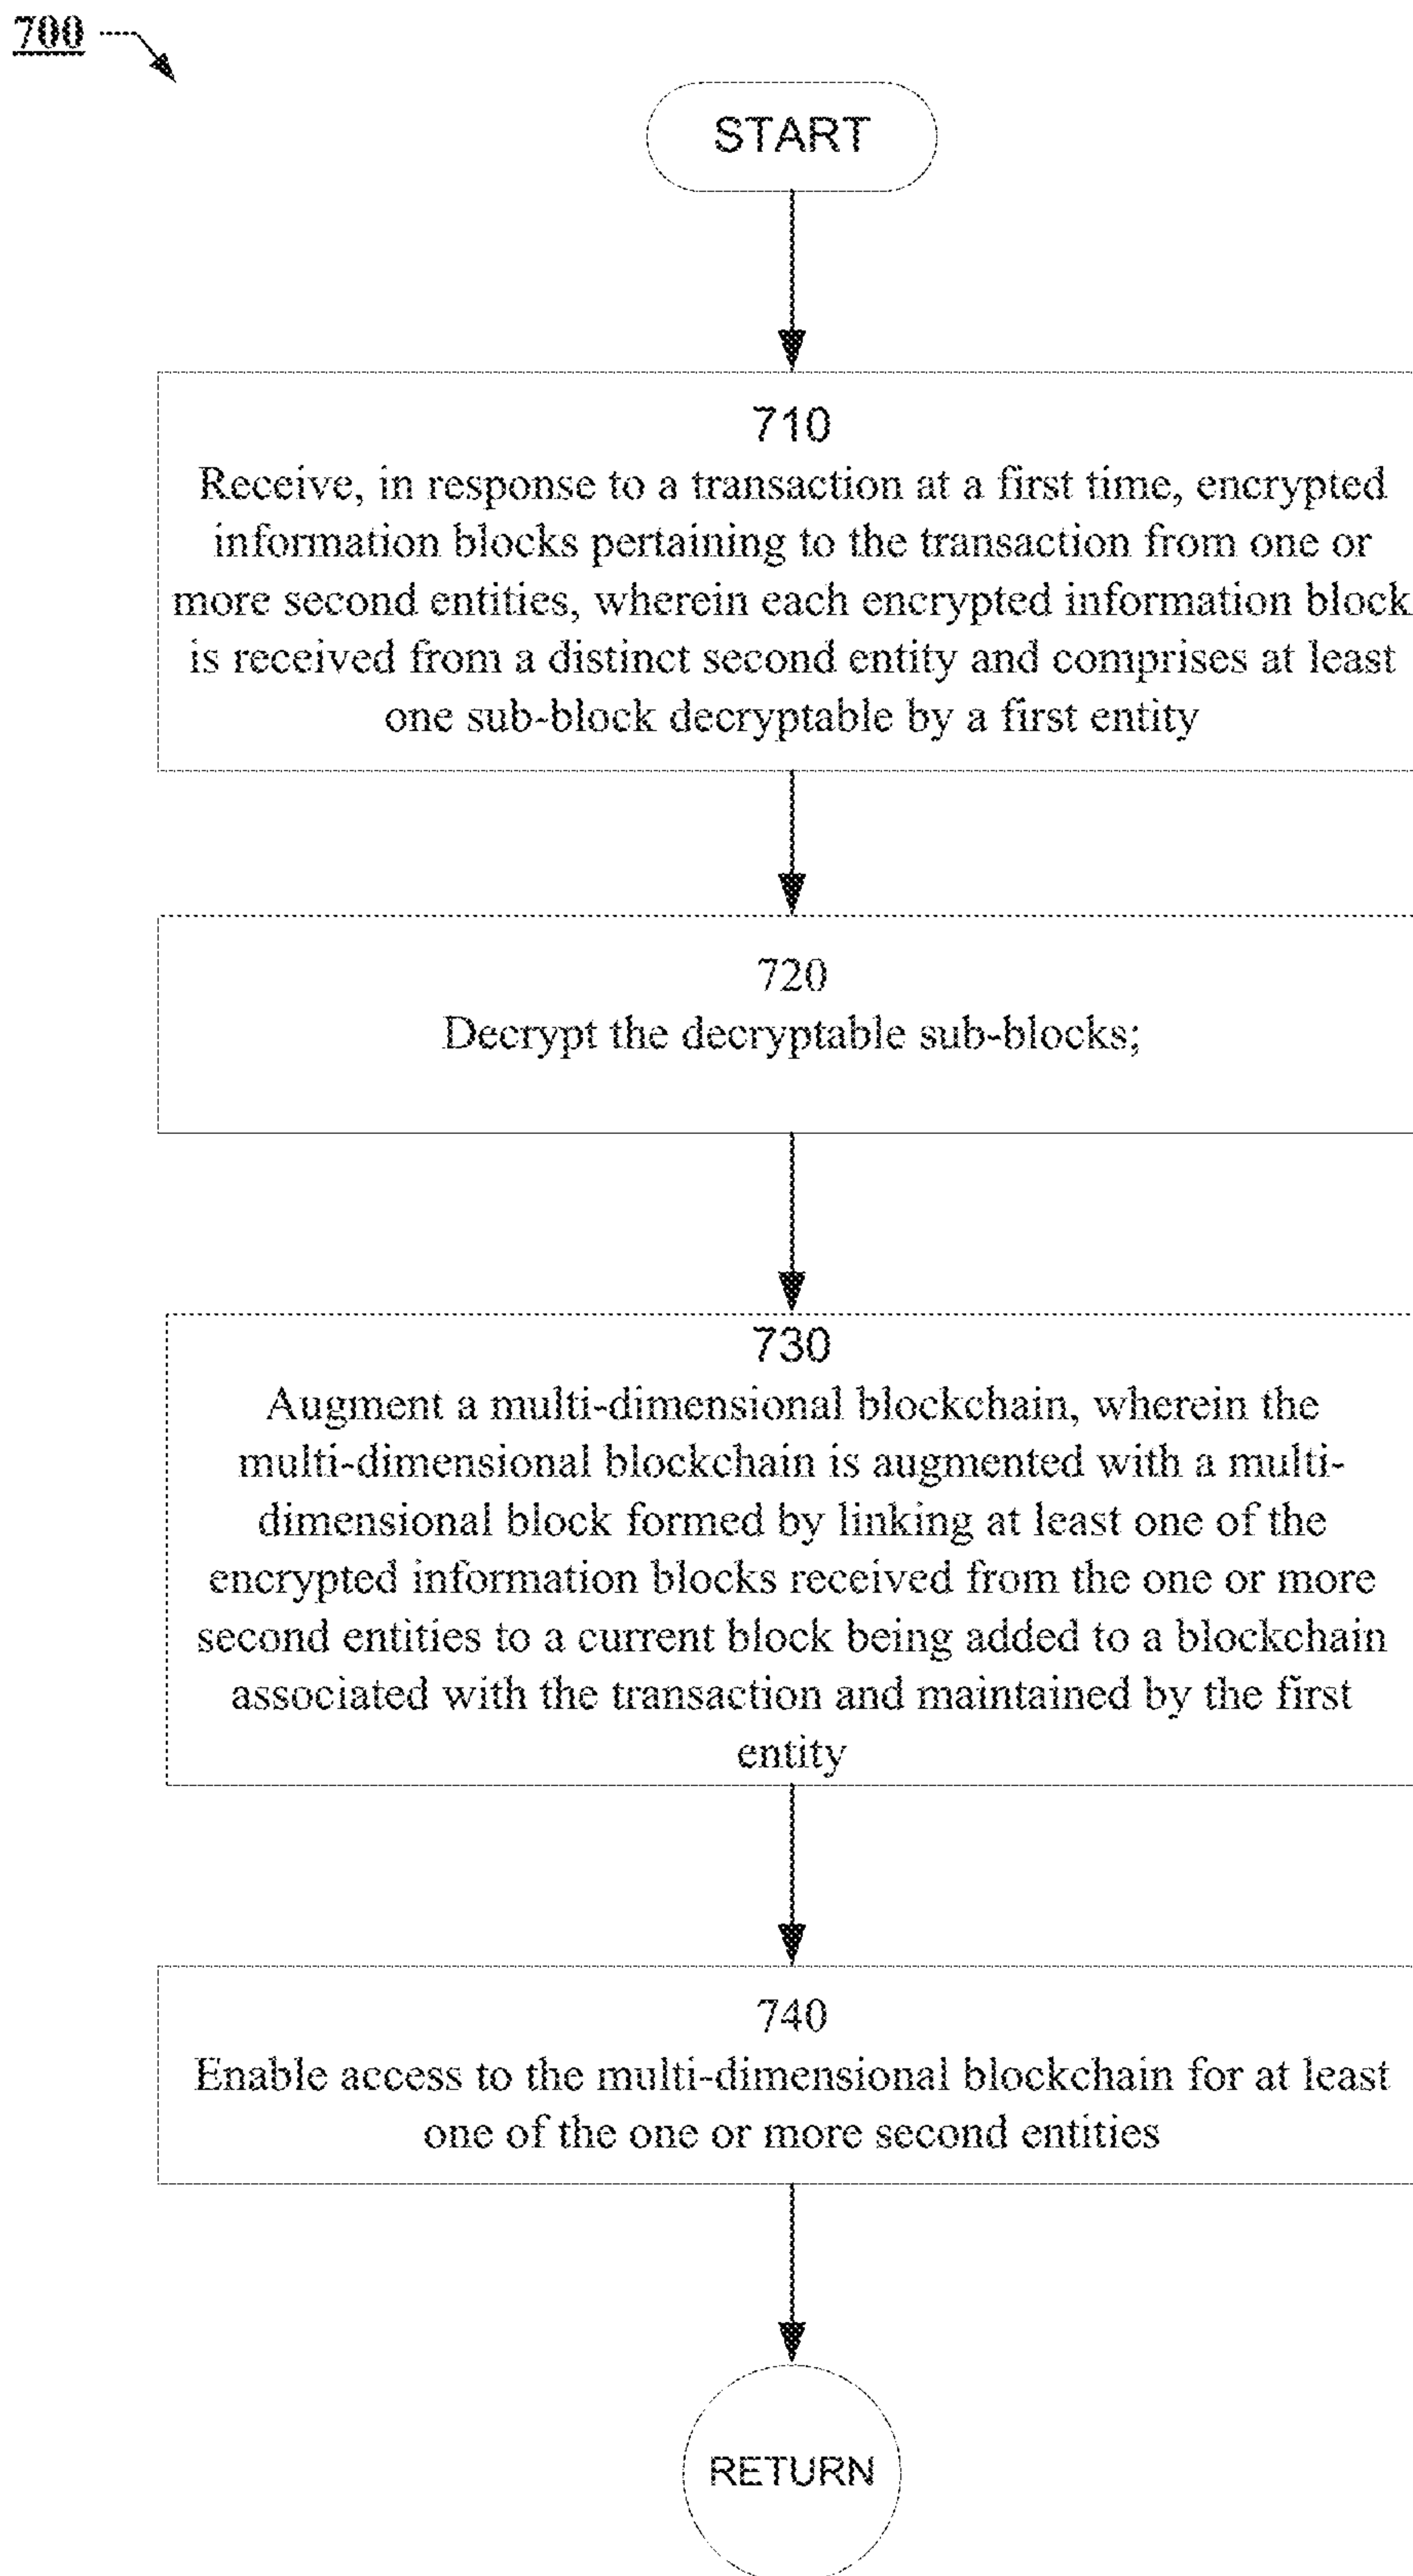 700
START
710
Receive, in response to a transaction at a first time, encrypted
information blocks pertaining to the transaction from one or
more second entities, wherein each encrypted information block
is received from a distinct second entity and comprises at least
one sub-block decryptable by a first entity
720
Decrypt the decryptable sub-blocks;
730
Augment a multi-dimensional blockchain, wherein the
multi-dimensional blockchain is augmented with a multi-
dimensional block formed by linking at least one of the
encrypted information blocks received from the one or more
second entities to a current block being added to a blockchain
associated with the transaction and maintained by the first
entity
740
Enable access to the multi-dimensional blockchain for at least
one of the one or more second entities
RETURN